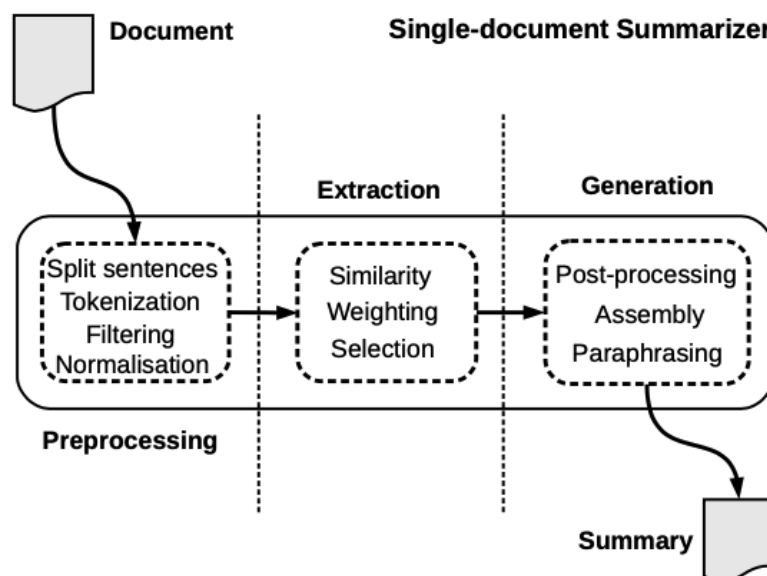 Document
Single-document Summarizer
Extraction
Generation
Split sentences
Tokenization
Filtering
Normalisation
Similarity
Weighting
Selection
Post-processing
Assembly
Paraphrasing
Preprocessing
Summary